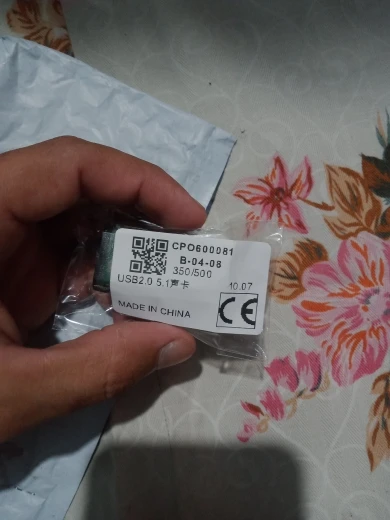 CPO600081
B-04-08
350/500
USB2.0 5.1声卡
10.07
MADE IN CHINA
CE